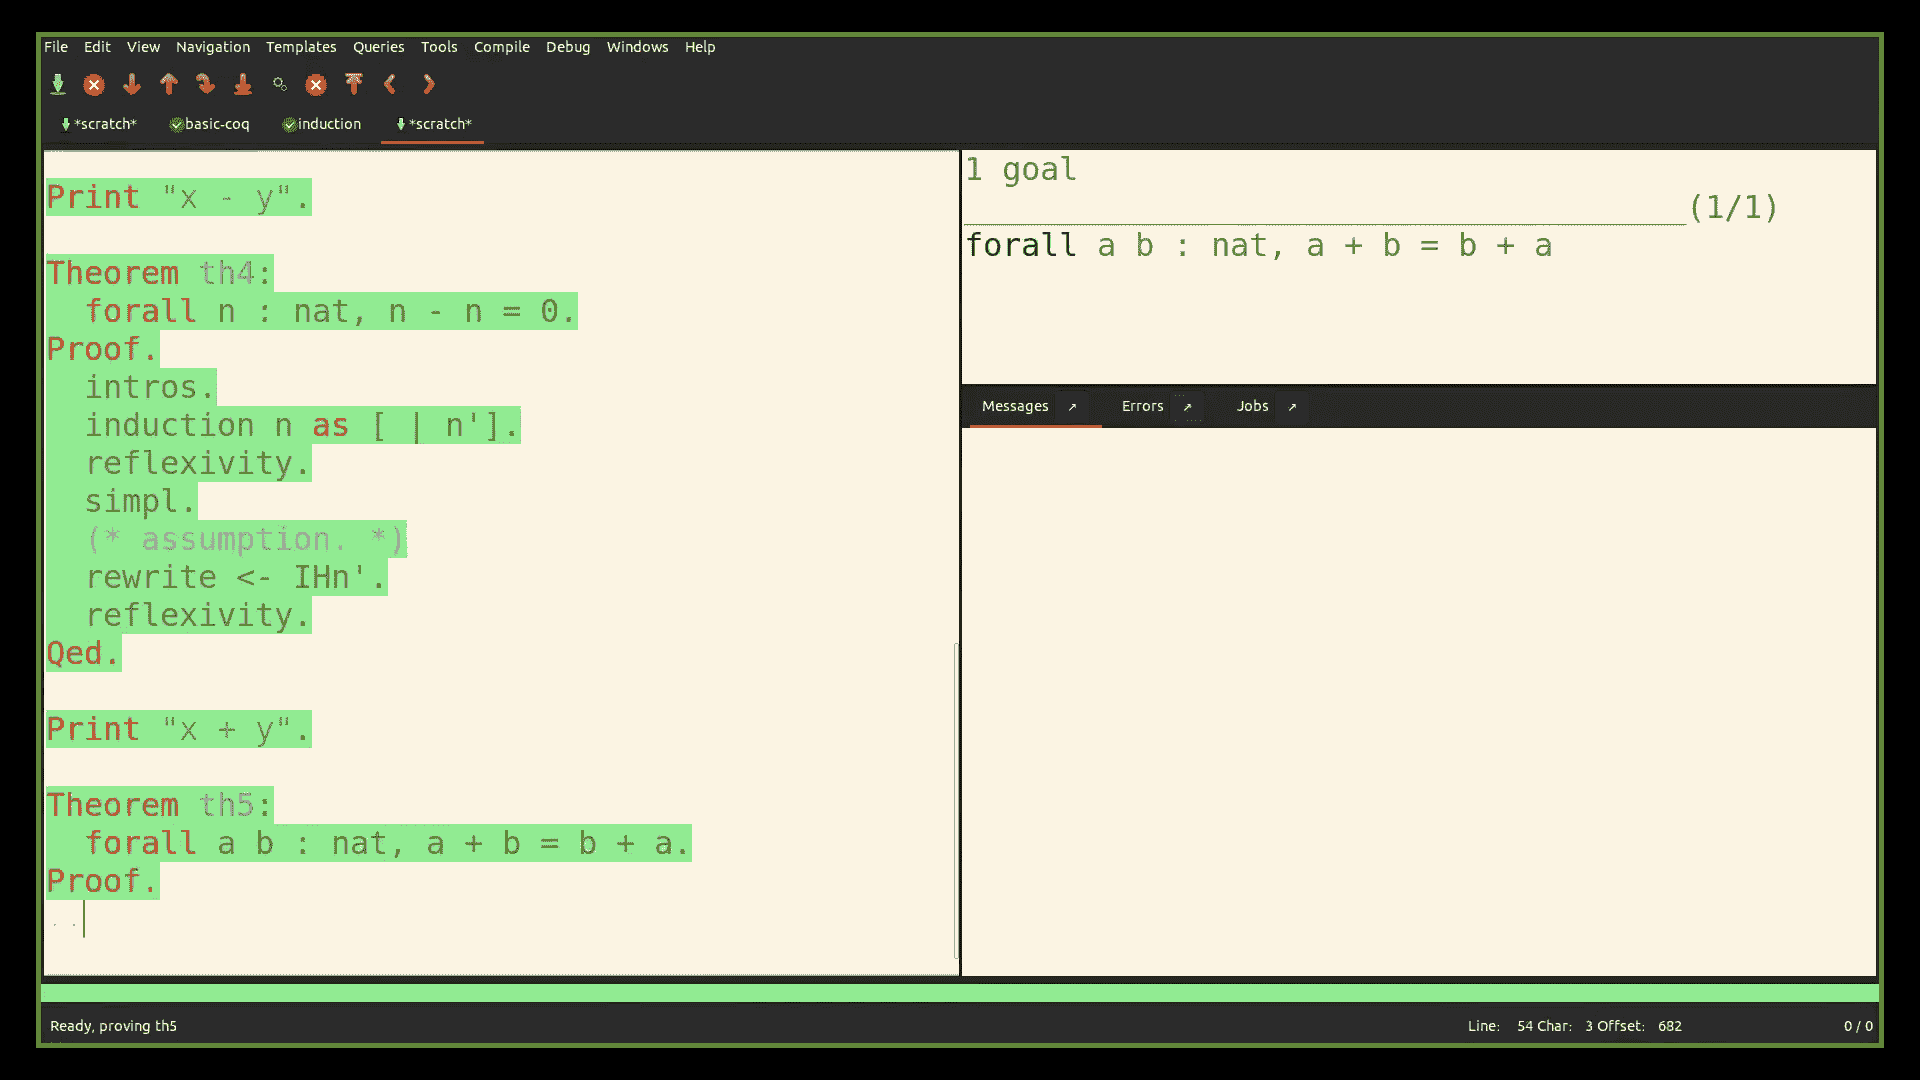 File Edit View Navigation Templates Queries Tools Compile Debug Windows Help
*scratch* basic-coq induction *scratch*
Print "x - y".
Theorem th4:
  forall n : nat, n - n = 0.
Proof.
  intros.
  induction n as [ | n'].
  reflexivity.
  simpl.
  (* assumption. *)
  rewrite <- IHn'.
  reflexivity.
Qed.
Print "x + y".
Theorem th5:
  forall a b : nat, a + b = b + a.
Proof.
1 goal
(1/1)
forall a b : nat, a + b = b + a
Messages ↗ Errors ↗ Jobs ↗
Ready, proving th5
Line: 54 Char: 3 Offset: 682 0 / 0